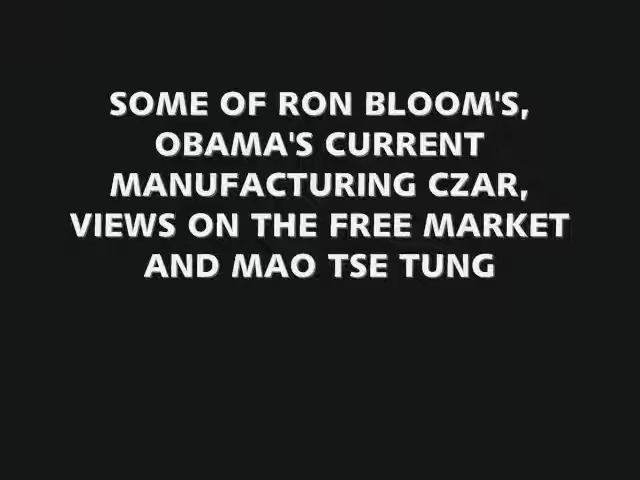 SOME OF RON BLOOM'S,
OBAMA'S CURRENT
MANUFACTURING CZAR,
VIEWS ON THE FREE MARKET
AND MAO TSE TUNG